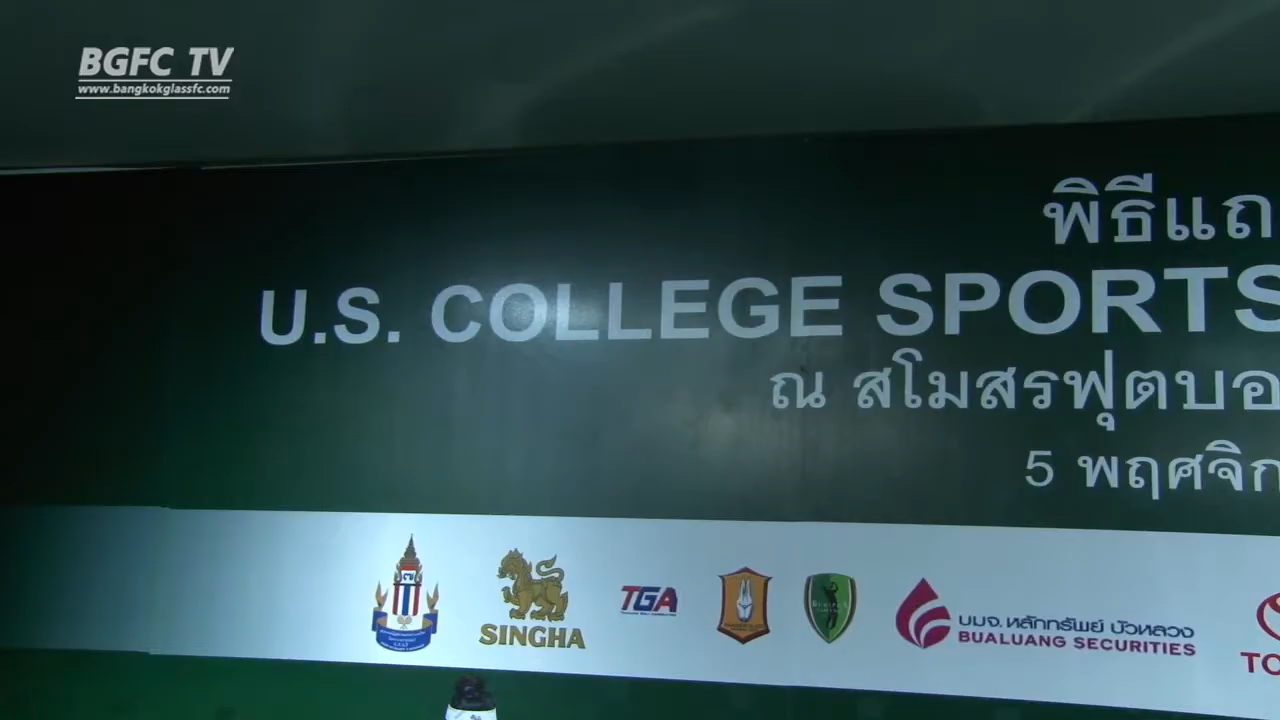 BGFC TV
www.bangkokglassfc.com
พิธีแถ
U.S. COLLEGE SPORTS
ณ สโมสรฟุตบอ
5 พฤศจิก
SINGHA
TGA
บมจ.หลักทรัพย์ บัวหลวง
BUALUANG SECURITIES
TO